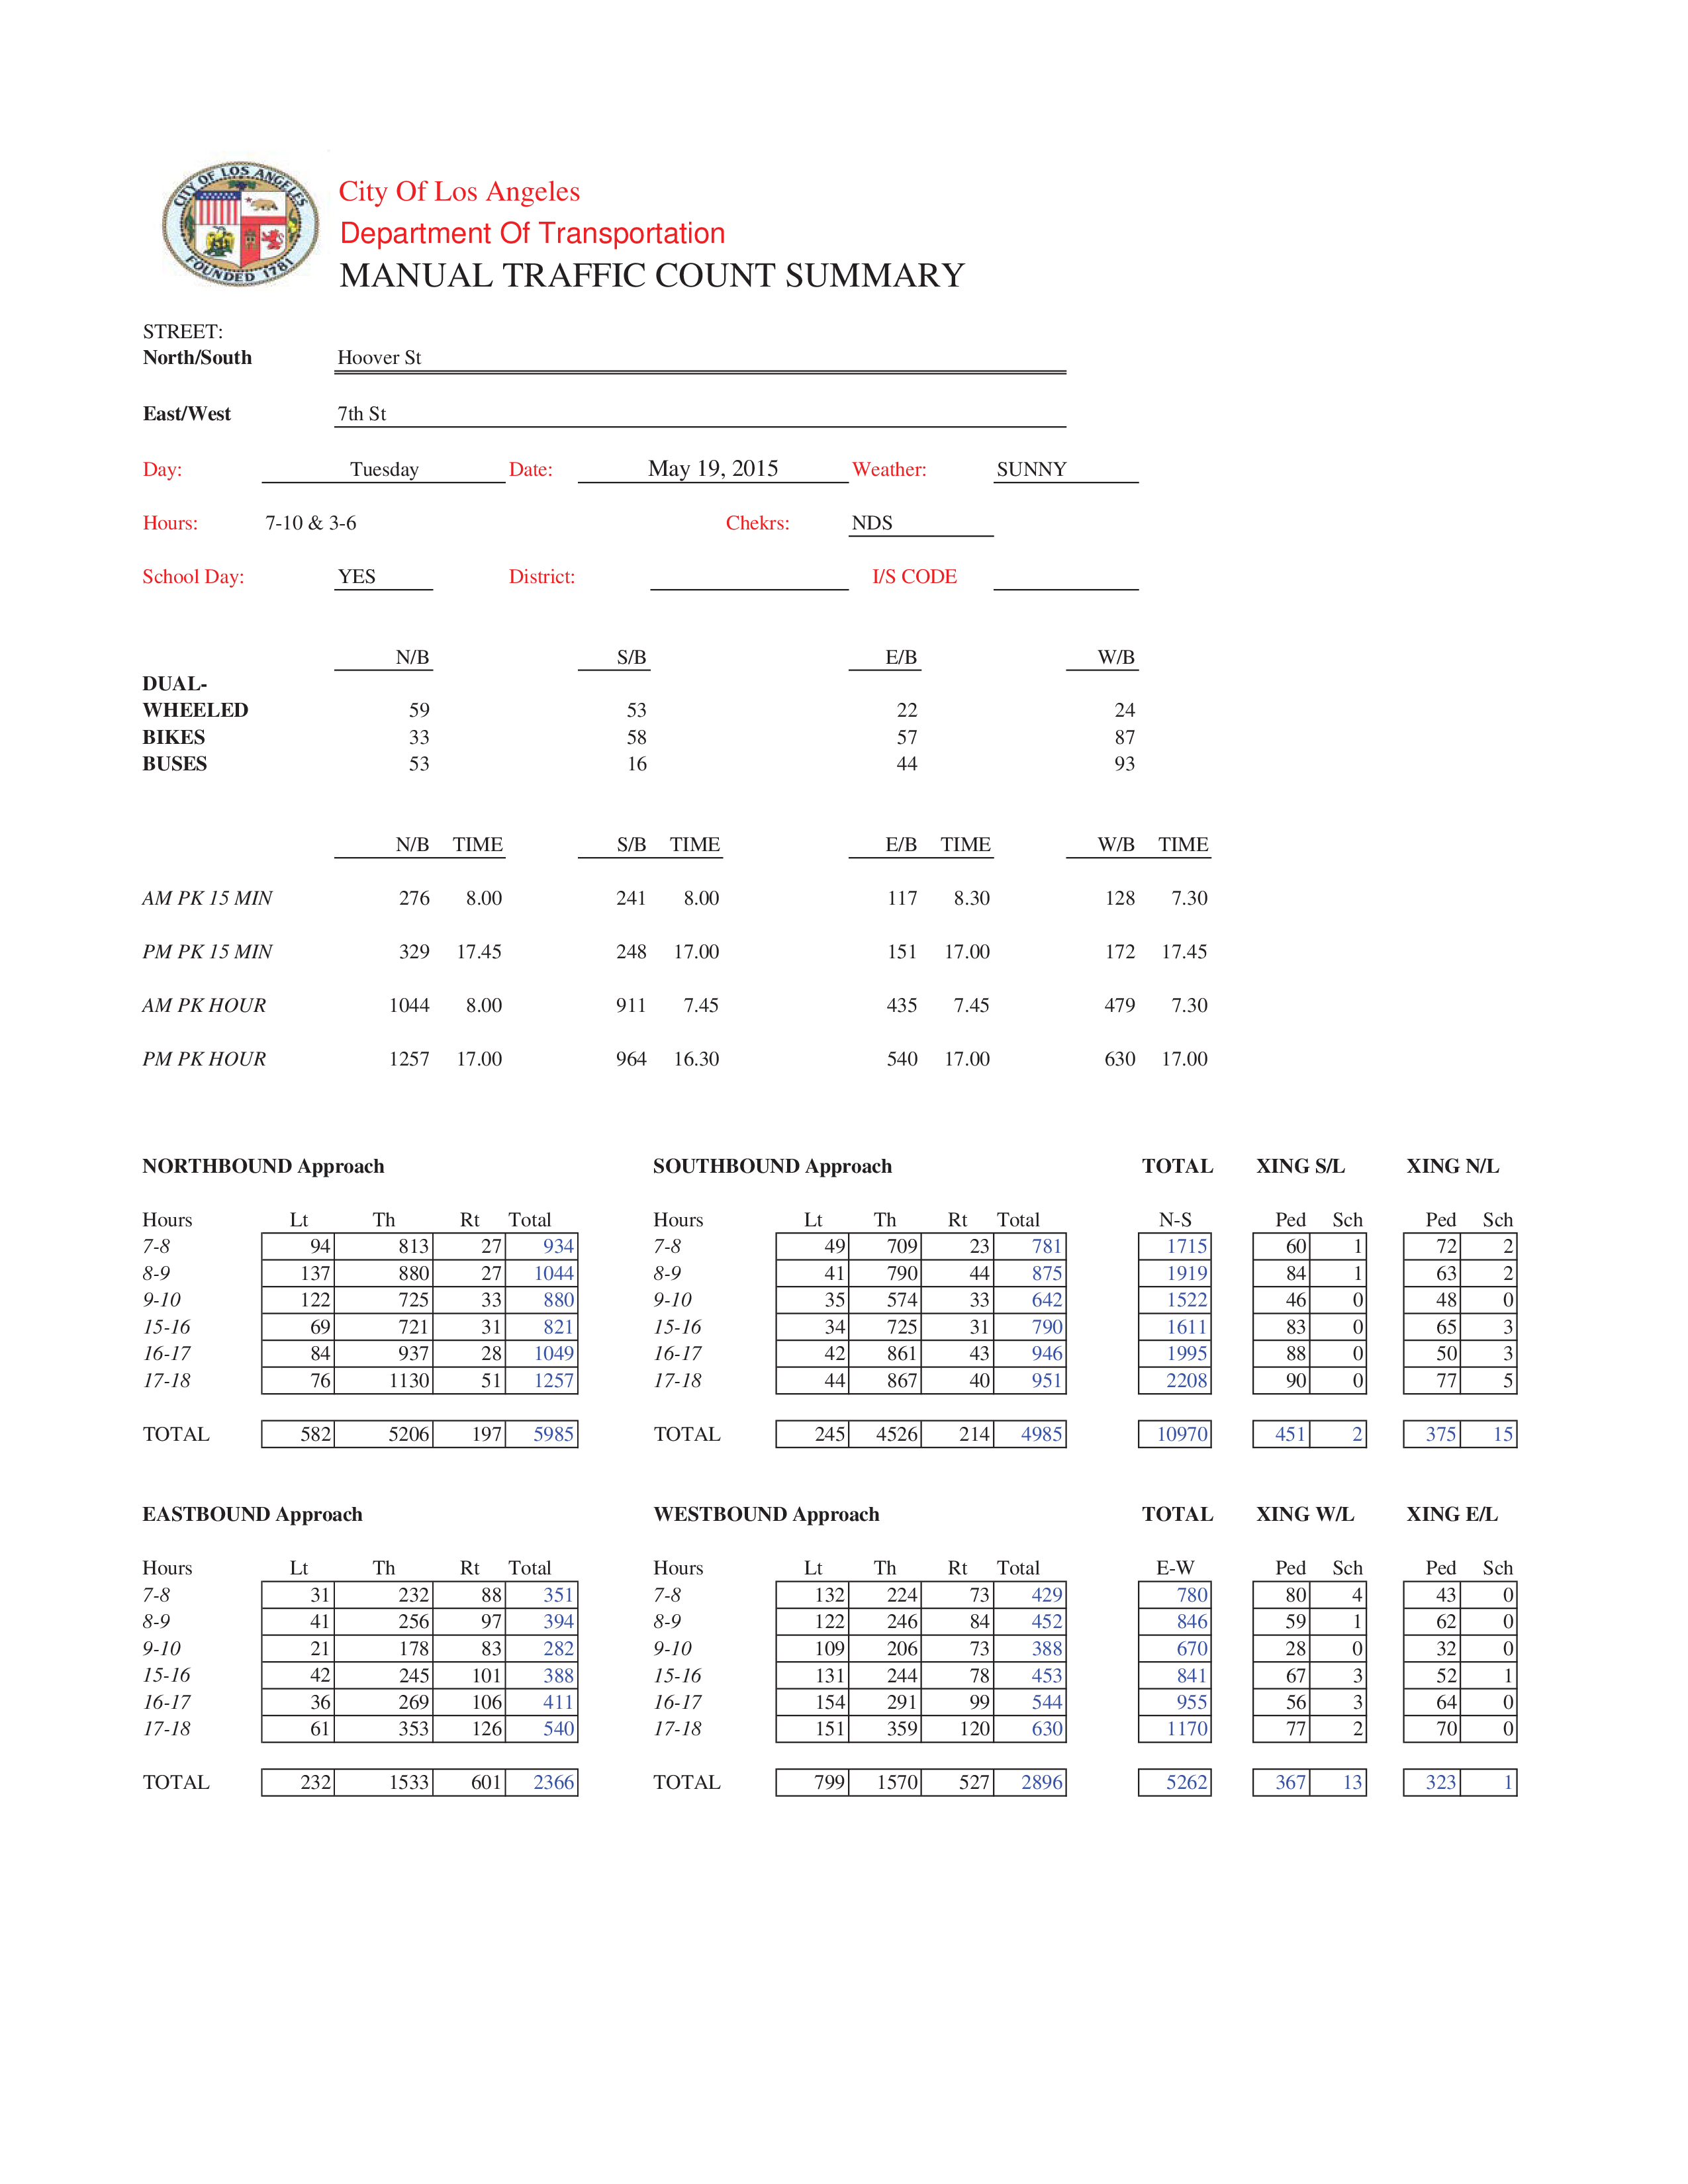 CITY OF LOS ANGELES
FOUNDED 1781
City Of Los Angeles
Department Of Transportation
MANUAL TRAFFIC COUNT SUMMARY
STREET:
North/South Hoover St
East/West 7th St
Day: Tuesday Date: May 19, 2015 Weather: SUNNY
Hours: 7-10 & 3-6 Chekrs: NDS
School Day: YES District: I/S CODE
N/B S/B E/B W/B
DUAL-
WHEELED 59 53 22 24
BIKES 33 58 57 87
BUSES 53 16 44 93
N/B TIME S/B TIME E/B TIME W/B TIME
AM PK 15 MIN 276 8.00 241 8.00 117 8.30 128 7.30
PM PK 15 MIN 329 17.45 248 17.00 151 17.00 172 17.45
AM PK HOUR 1044 8.00 911 7.45 435 7.45 479 7.30
PM PK HOUR 1257 17.00 964 16.30 540 17.00 630 17.00
NORTHBOUND Approach SOUTHBOUND Approach TOTAL XING S/L XING N/L
Hours Lt Th Rt Total Hours Lt Th Rt Total N-S Ped Sch Ped Sch
7-8 94 813 27 934 7-8 49 709 23 781 1715 60 1 72 2
8-9 137 880 27 1044 8-9 41 790 44 875 1919 84 1 63 2
9-10 122 725 33 880 9-10 35 574 33 642 1522 46 0 48 0
15-16 69 721 31 821 15-16 34 725 31 790 1611 83 0 65 3
16-17 84 937 28 1049 16-17 42 861 43 946 1995 88 0 50 3
17-18 76 1130 51 1257 17-18 44 867 40 951 2208 90 0 77 5
TOTAL 582 5206 197 5985 TOTAL 245 4526 214 4985 10970 451 2 375 15
EASTBOUND Approach WESTBOUND Approach TOTAL XING W/L XING E/L
Hours Lt Th Rt Total Hours Lt Th Rt Total E-W Ped Sch Ped Sch
7-8 31 232 88 351 7-8 132 224 73 429 780 80 4 43 0
8-9 41 256 97 394 8-9 122 246 84 452 846 59 1 62 0
9-10 21 178 83 282 9-10 109 206 73 388 670 28 0 32 0
15-16 42 245 101 388 15-16 131 244 78 453 841 67 3 52 1
16-17 36 269 106 411 16-17 154 291 99 544 955 56 3 64 0
17-18 61 353 126 540 17-18 151 359 120 630 1170 77 2 70 0
TOTAL 232 1533 601 2366 TOTAL 799 1570 527 2896 5262 367 13 323 1